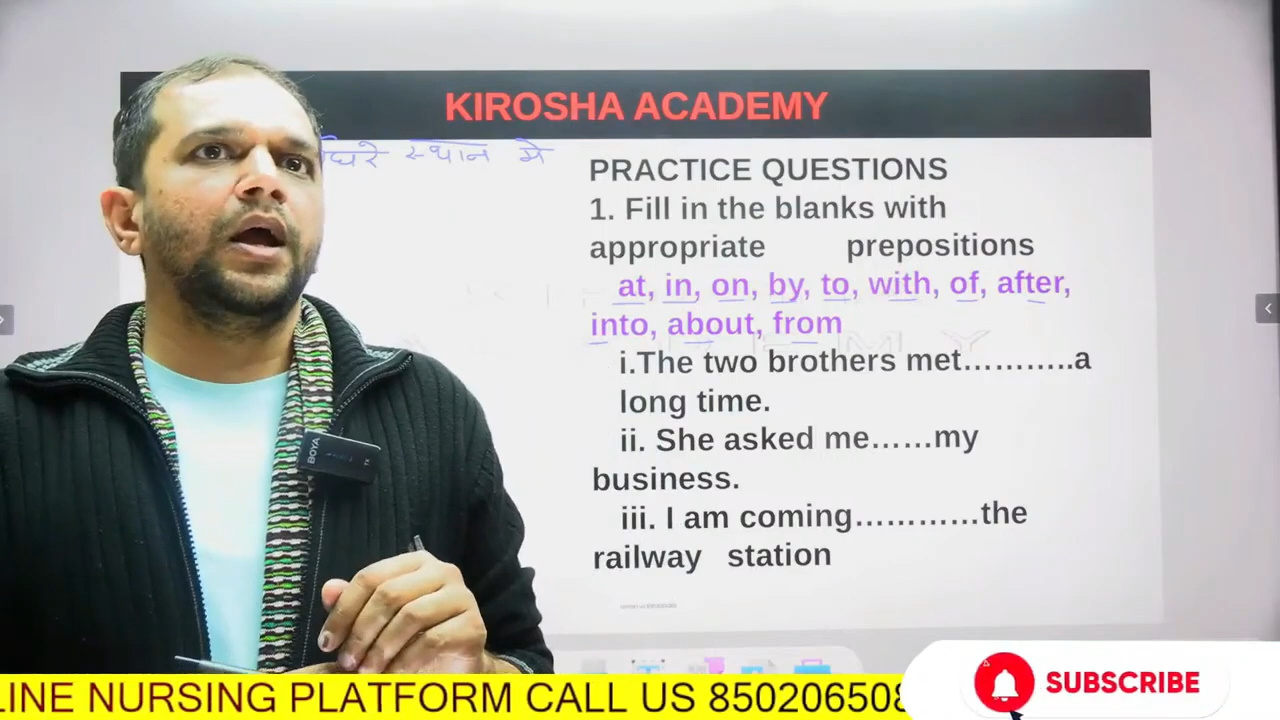 KIROSHA ACADEMY
स्थान मे
PRACTICE QUESTIONS
1. Fill in the blanks with
appropriate prepositions
at, in, on, by, to, with, of, after,
into, about, from
i.The two brothers met………..a
long time.
ii. She asked me……my
business.
iii. I am coming…………the
railway station
BOYA
LINE NURSING PLATFORM CALL US 850206508
SUBSCRIBE